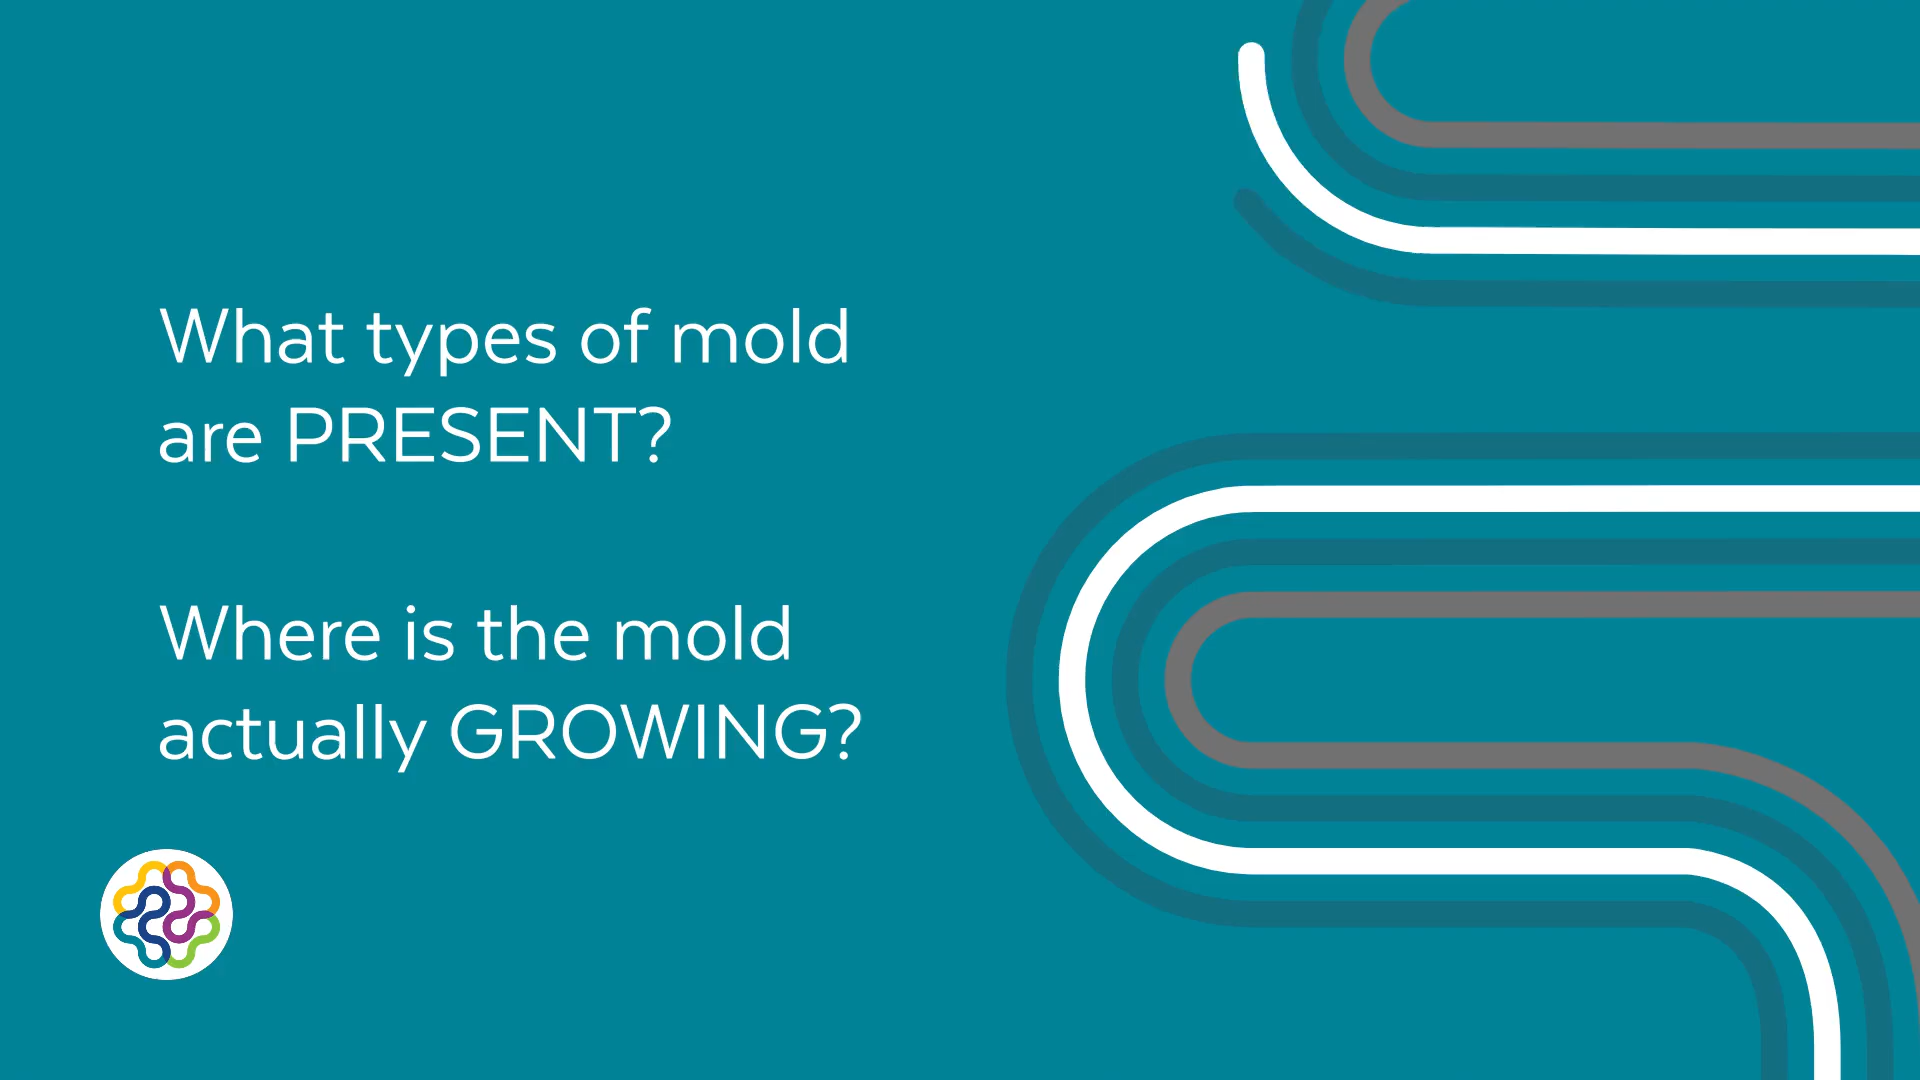 What types of mold
are PRESENT?
Where is the mold
actually GROWING?